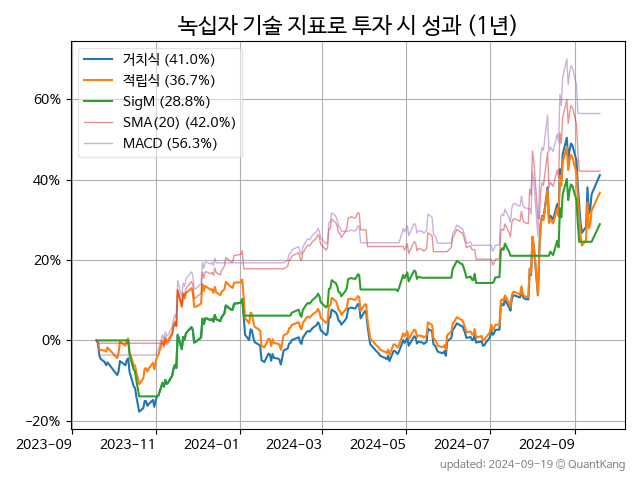 녹십자 기술 지표로 투자 시 성과 (1년)
거치식 (41.0%)
적립식 (36.7%)
SigM (28.8%)
SMA(20) (42.0%)
MACD (56.3%)
60%
40%
20%
0%
−20%
2023-09 2023-11 2024-01 2024-03 2024-05 2024-07 2024-09
updated: 2024-09-19 @ QuantKang